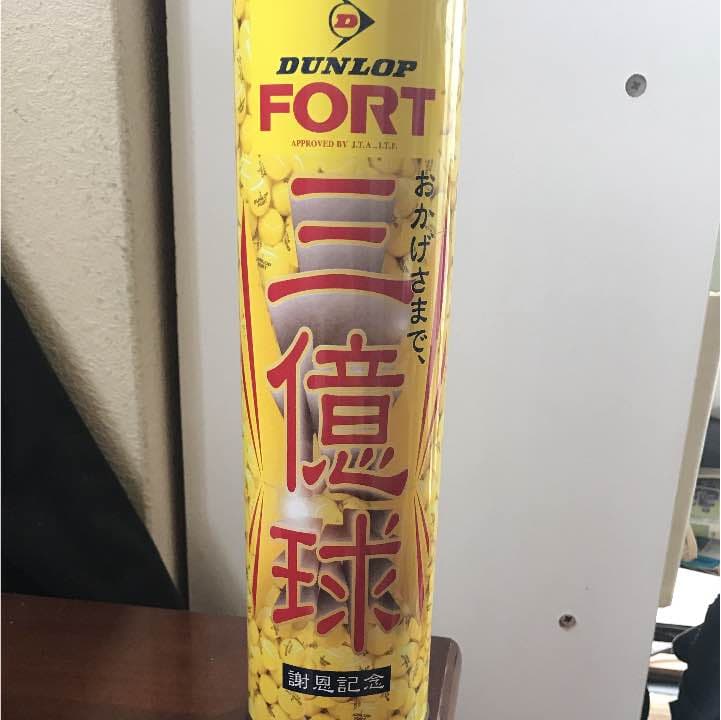 D
DUNLOP
FORT
APPROVED BY J.T.A., I.T.F.
おかげさまで、
三億球
謝恩記念